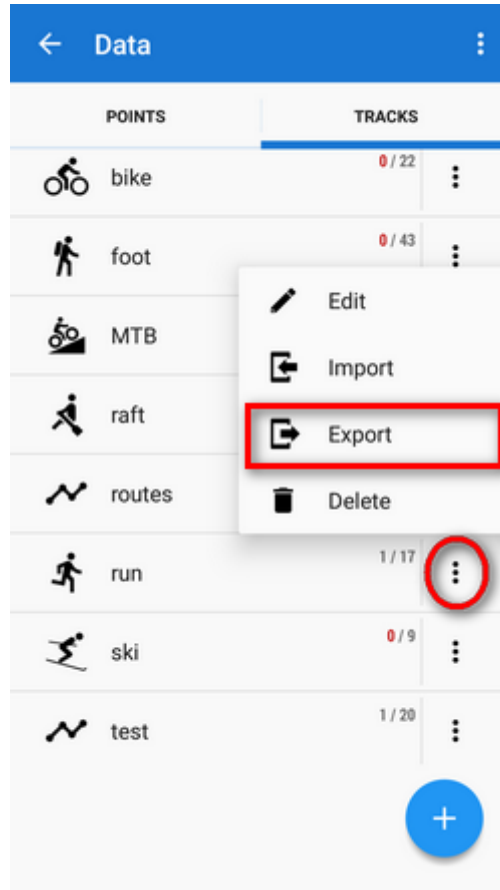 Data
POINTS TRACKS
bike 0 / 22
foot 0 / 43
Edit
MTB
Import
raft
Export
routes
Delete
run 1 / 17
ski 0 / 9
test 1 / 20